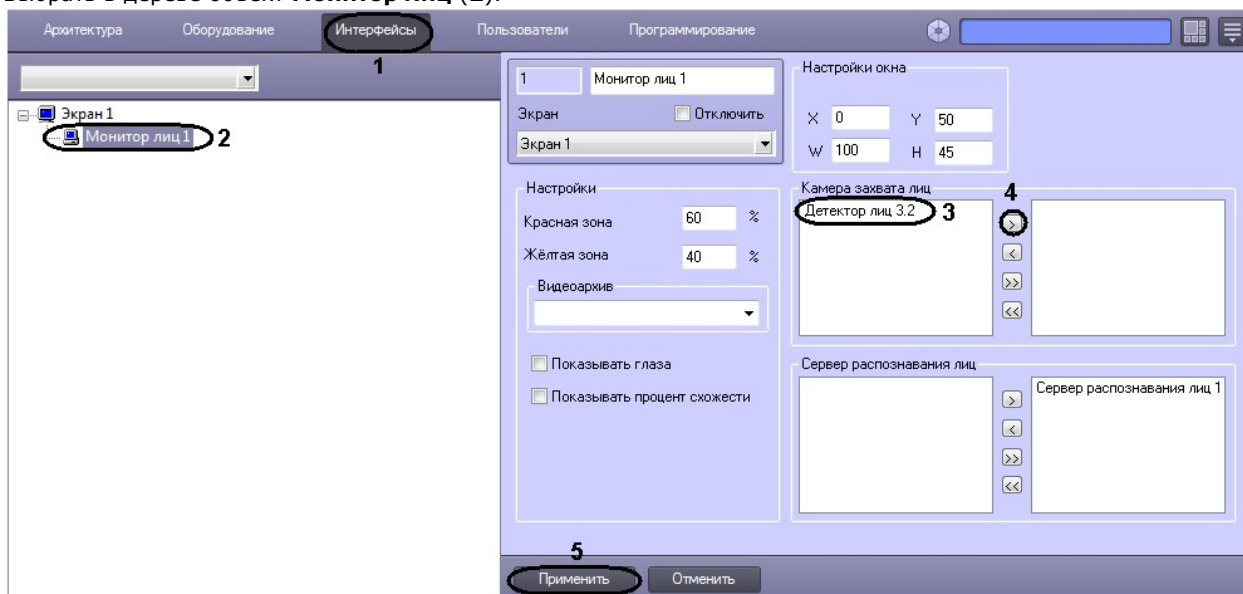 выбрать в дереве объект Монитор лиц (2).
Архитектура Оборудование Интерфейсы Пользователи Программирование
1
Экран 1
Монитор лиц 1 2
1 Монитор лиц 1
Экран Отключить
Экран 1
Настройки окна
X 0 Y 50
W 100 H 45
Настройки
Красная зона 60 %
Жёлтая зона 40 %
Видеоархив
Показывать глаза
Показывать процент схожести
Камера захвата лиц
4
Детектор лиц 3.2 3
>
<
>>
<<
Сервер распознавания лиц
Сервер распознавания лиц 1
>
<
>>
<<
5
Применить Отменить